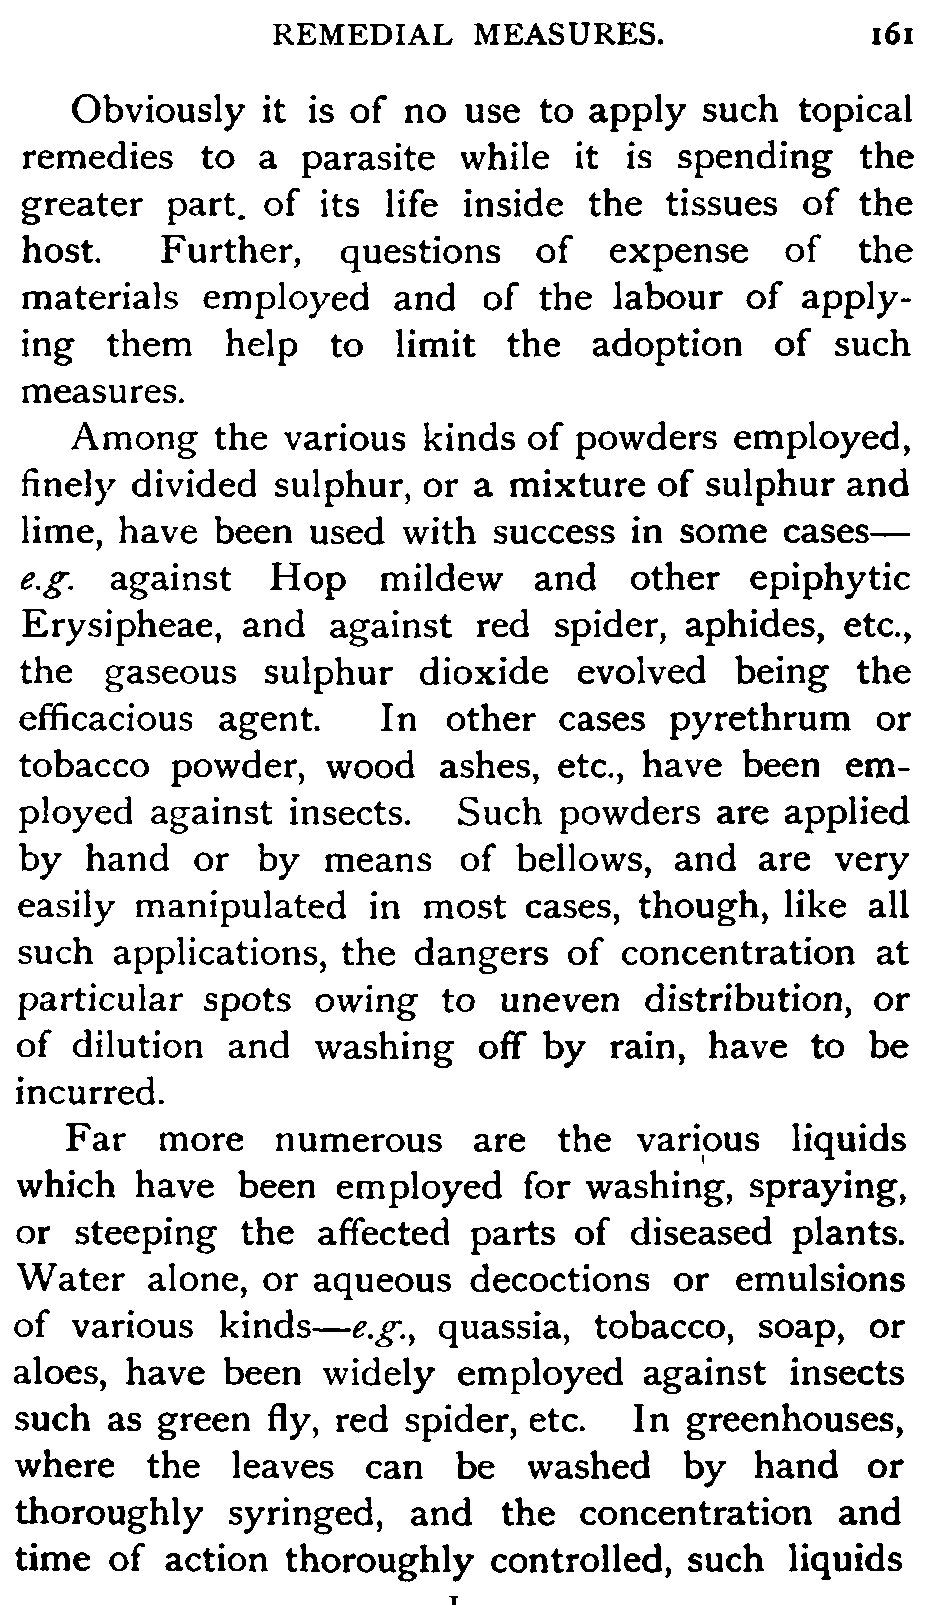 REMEDIAL MEASURES. 161
Obviously it is of no use to apply such topical
remedies to a parasite while it is spending the
greater part. of its life inside the tissues of the
host. Further, questions of expense of the
materials employed and of the labour of apply-
ing them help to limit the adoption of such
measures.
Among the various kinds of powders employed,
finely divided sulphur, or a mixture of sulphur and
lime, have been used with success in some cases—
e.g. against Hop mildew and other epiphytic
Erysipheae, and against red spider, aphides, etc.,
the gaseous sulphur dioxide evolved being the
efficacious agent. In other cases pyrethrum or
tobacco powder, wood ashes, etc., have been em-
ployed against insects. Such powders are applied
by hand or by means of bellows, and are very
easily manipulated in most cases, though, like all
such applications, the dangers of concentration at
particular spots owing to uneven distribution, or
of dilution and washing off by rain, have to be
incurred.
Far more numerous are the various liquids
which have been employed for washing, spraying,
or steeping the affected parts of diseased plants.
Water alone, or aqueous decoctions or emulsions
of various kinds—e.g., quassia, tobacco, soap, or
aloes, have been widely employed against insects
such as green fly, red spider, etc. In greenhouses,
where the leaves can be washed by hand or
thoroughly syringed, and the concentration and
time of action thoroughly controlled, such liquids